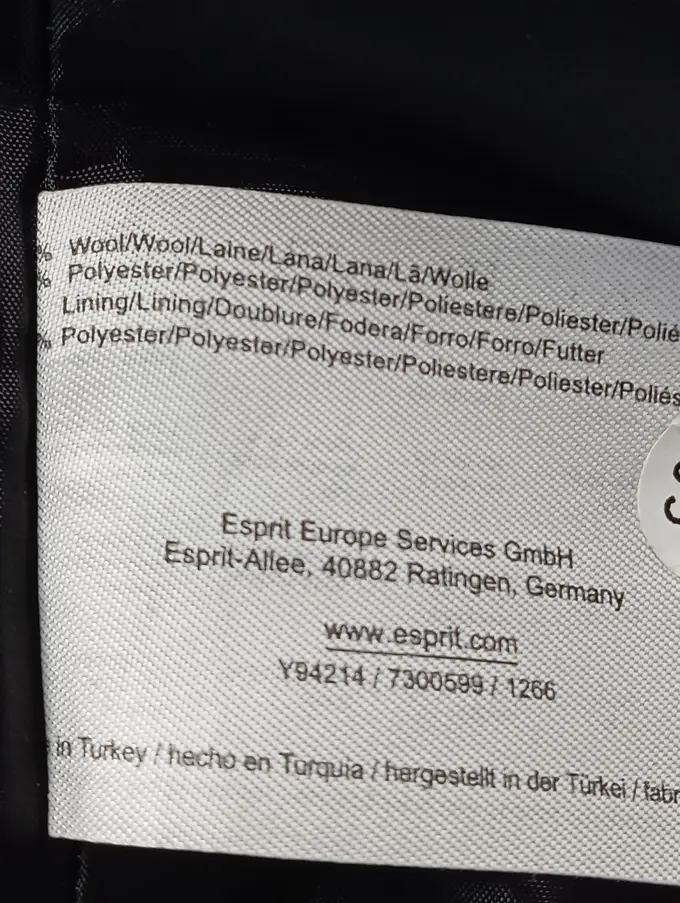 % Wool/Wool/Laine/Lana/Lana/Lã/Wolle
% Polyester/Polyester/Polyester/Poliestere/Poliester/Polié
Lining/Lining/Doublure/Fodera/Forro/Forro/Futter
% Polyester/Polyester/Polyester/Poliestere/Poliester/Poliés
S
Esprit Europe Services GmbH
Esprit-Allee, 40882 Ratingen, Germany
www.esprit.com
Y94214 / 7300599 / 1266
in Turkey / hecho en Turquia / hergestellt in der Türkei / fabr